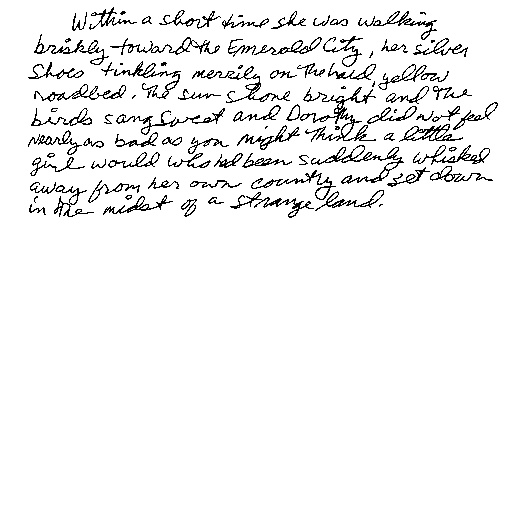 Within a short time she was walking
briskly toward the Emerald City, her silver
Shoes tinkling merrily on the hard, yellow
roadbed. The sun shone bright and the
birds sang sweet and Dorothy did not feel
nearly as bad as you might think a little
girl would who had been suddenly whisked
away from her own country and set down
in the midst of a strange land.